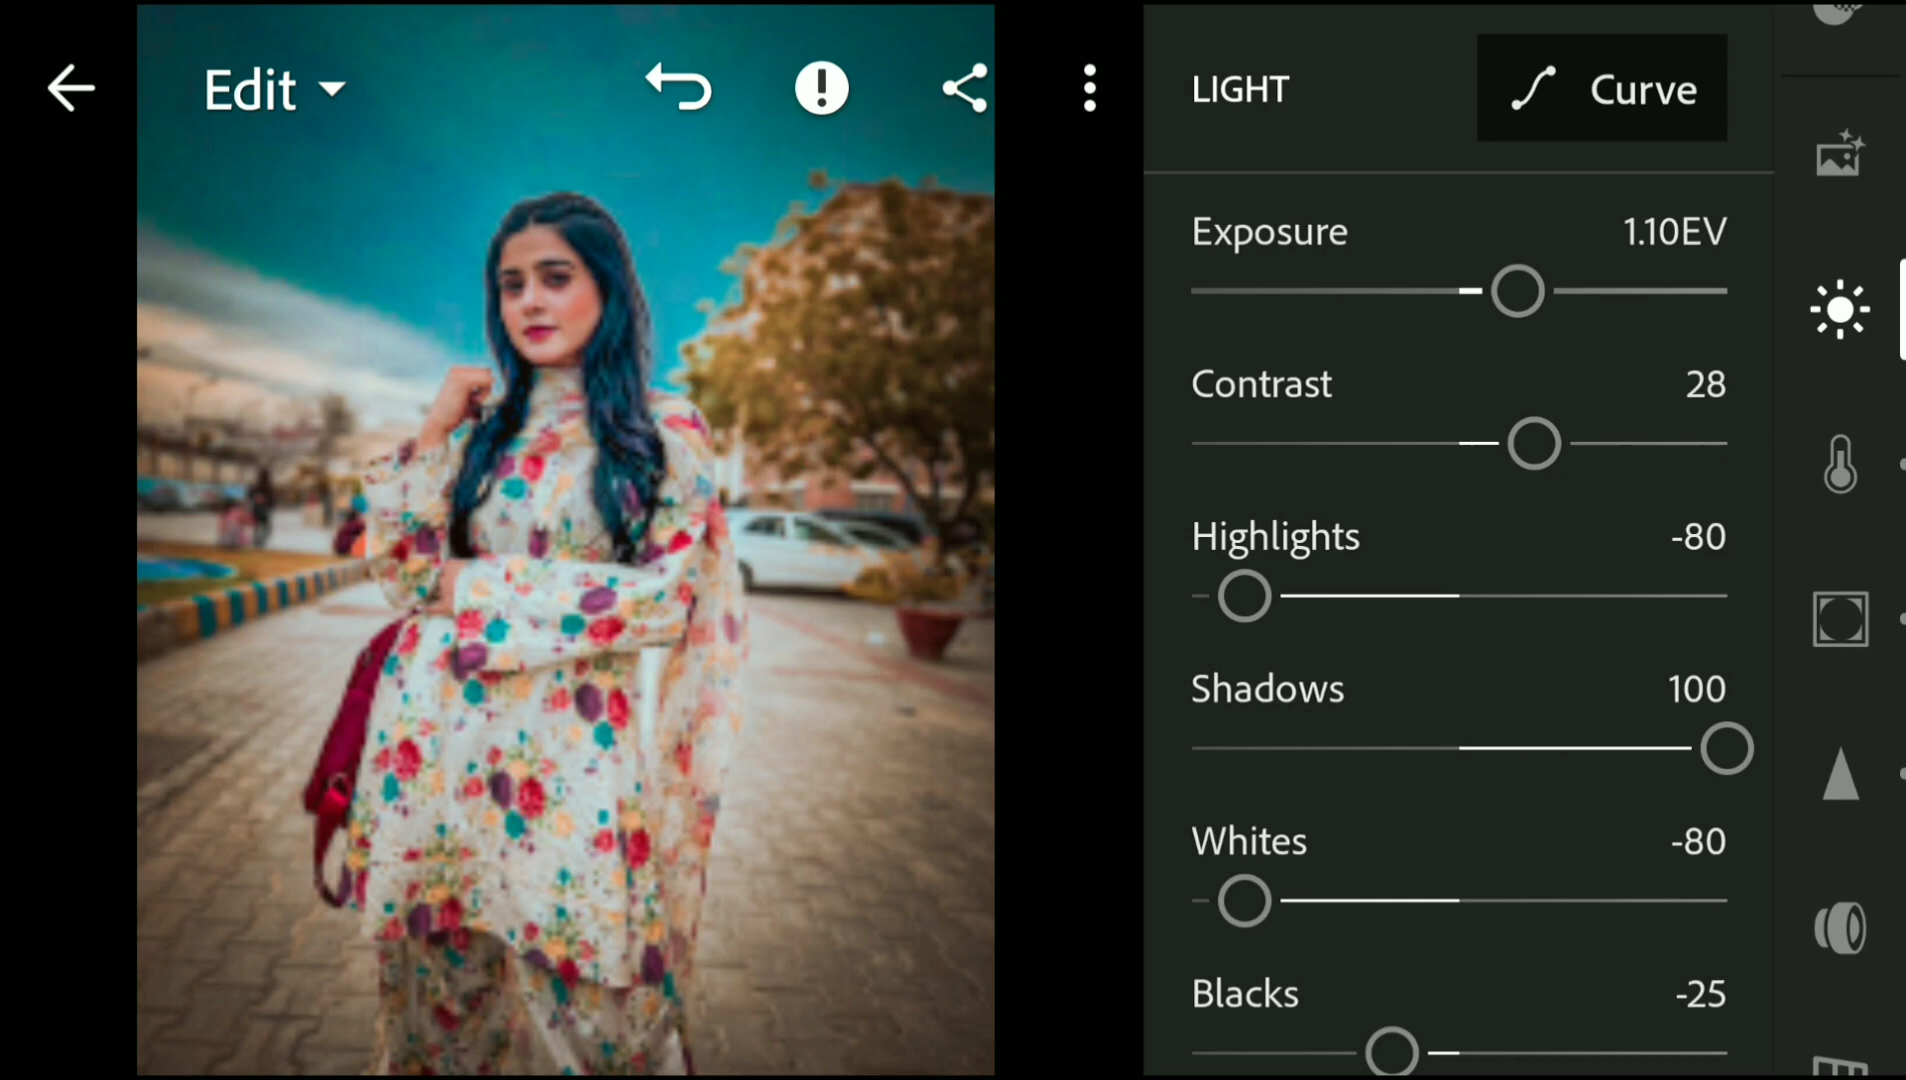 Edit
LIGHT
Curve
Exposure 1.10EV
Contrast 28
Highlights -80
Shadows 100
Whites -80
Blacks -25